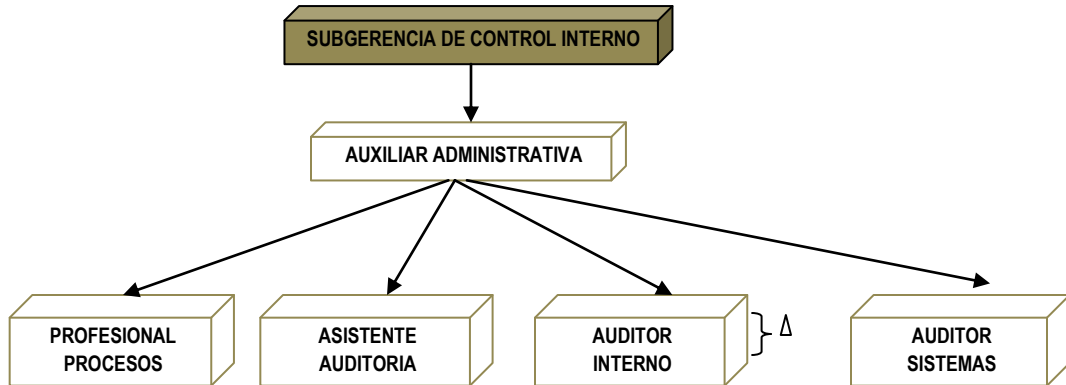 SUBGERENCIA DE CONTROL INTERNO
AUXILIAR ADMINISTRATIVA
PROFESIONAL
PROCESOS
ASISTENTE
AUDITORIA
AUDITOR
INTERNO
Δ
AUDITOR
SISTEMAS